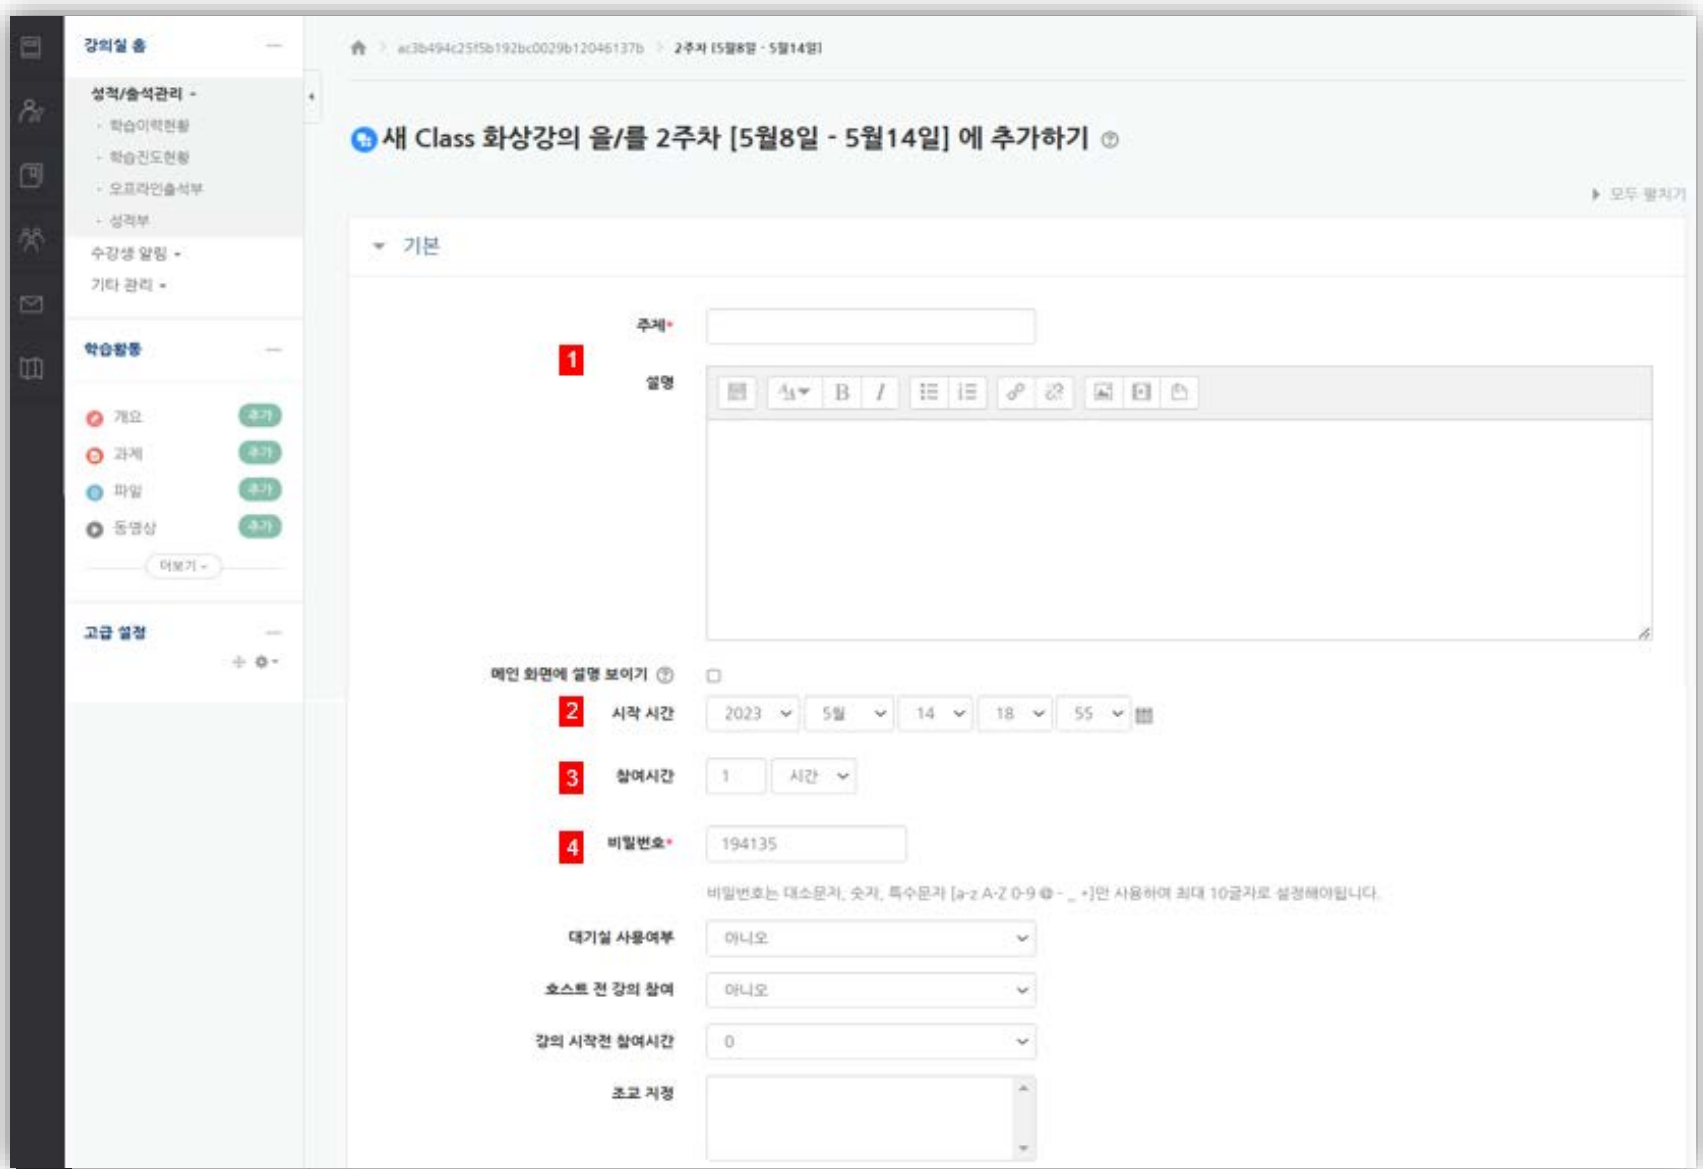 강의실 홈
성적/출석관리
- 학습이력현황
- 학습진도현황
- 오프라인출석부
- 성적부
수강생 알림
기타 관리
학습활동
개요 추가
과제 추가
파일 추가
동영상 추가
더보기
고급 설정
ac3b494c25f5b192bc0029b12046137b > 2주차 [5월8일 - 5월14일]
새 Class 화상강의 을/를 2주차 [5월8일 - 5월14일] 에 추가하기
모두 펼치기
기본
주제*
1
설명
메인 화면에 설명 보이기
2 시작 시간 2023 5월 14 18 55
3 참여시간 1 시간
4 비밀번호* 194135
비밀번호는 대소문자, 숫자, 특수문자 [a-z A-Z 0-9 @ - _ +]만 사용하여 최대 10글자로 설정해야됩니다.
대기실 사용여부 아니오
호스트 전 강의 참여 아니오
강의 시작전 참여시간 0
조교 지정